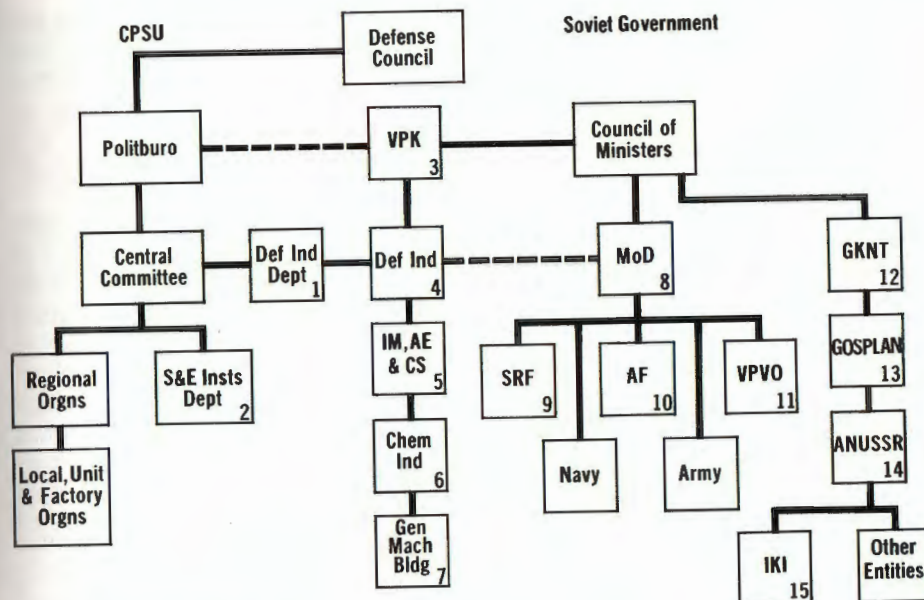 CPSU
Soviet Government
Defense
Council
Politburo
VPK
3
Council of
Ministers
Central
Committee
Def Ind
Dept
1
Def Ind
4
MoD
8
GKNT
12
Regional
Orgns
S&E Insts
Dept
2
IM, AE
& CS
5
SRF
9
AF
10
VPVO
11
GOSPLAN
13
Local, Unit
& Factory
Orgns
Chem
Ind
6
Navy
Army
ANUSSR
14
Gen
Mach
Bldg
7
IKI
15
Other
Entities